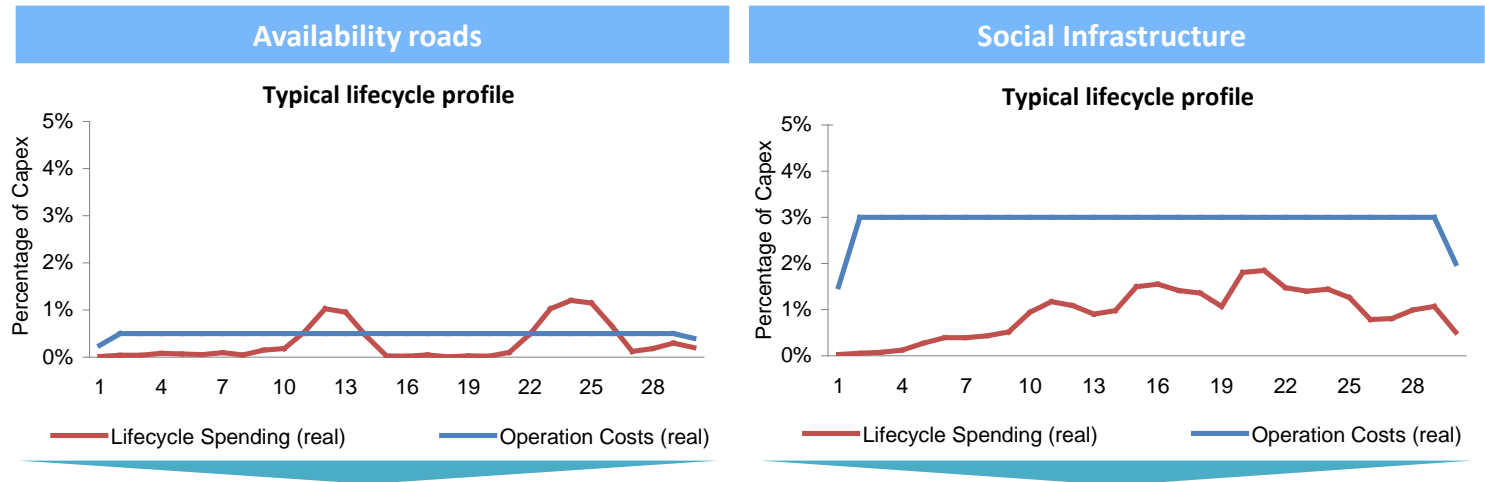 Availability roads
Typical lifecycle profile
Percentage of Capex
5%
4%
3%
2%
1%
0%
1 4 7 10 13 16 19 22 25 28
Lifecycle Spending (real) Operation Costs (real)
Social Infrastructure
Typical lifecycle profile
Percentage of Capex
5%
4%
3%
2%
1%
0%
1 4 7 10 13 16 19 22 25 28
Lifecycle Spending (real) Operation Costs (real)